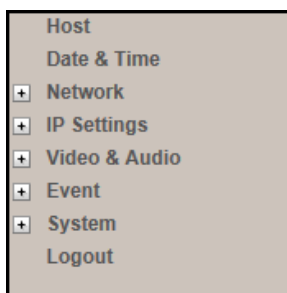 Host
Date & Time
Network
IP Settings
Video & Audio
Event
System
Logout